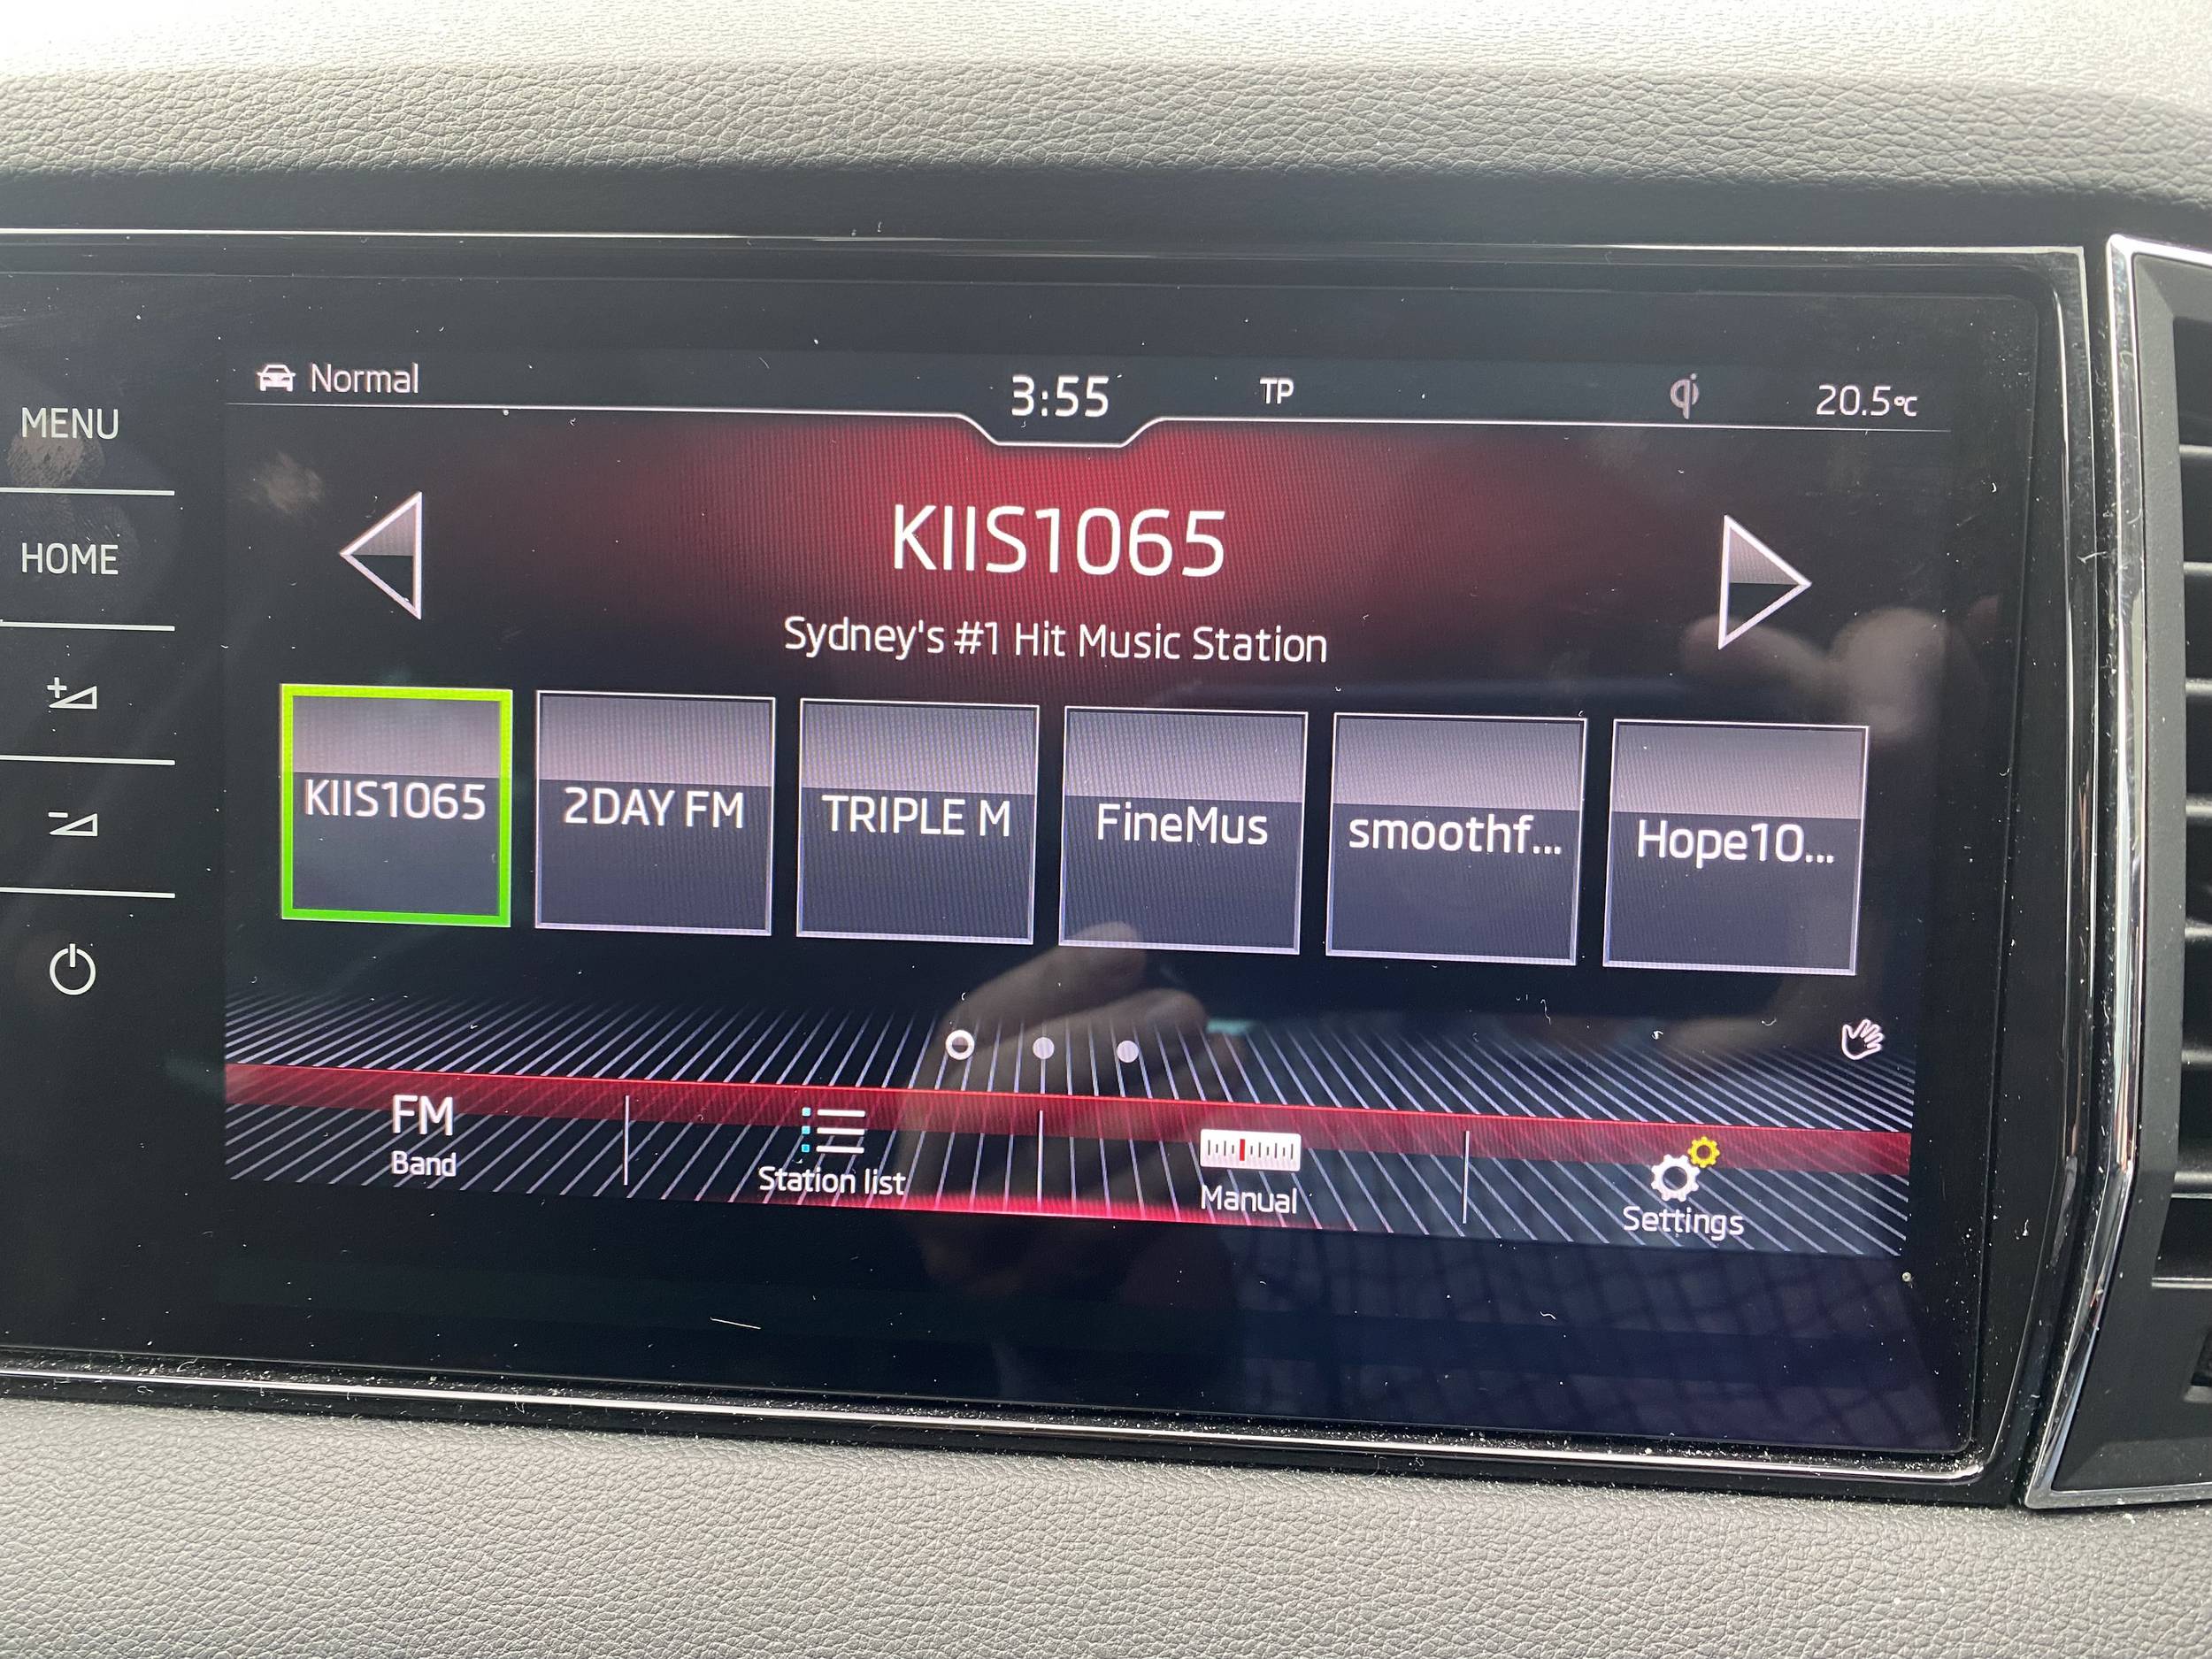 Normal
3:55
TP
qi
20.5°C
MENU
HOME
KIIS1065
Sydney's #1 Hit Music Station
KIIS1065
2DAY FM
TRIPLE M
FineMus
smoothf...
Hope10...
FM
Band
Station list
Manual
Settings